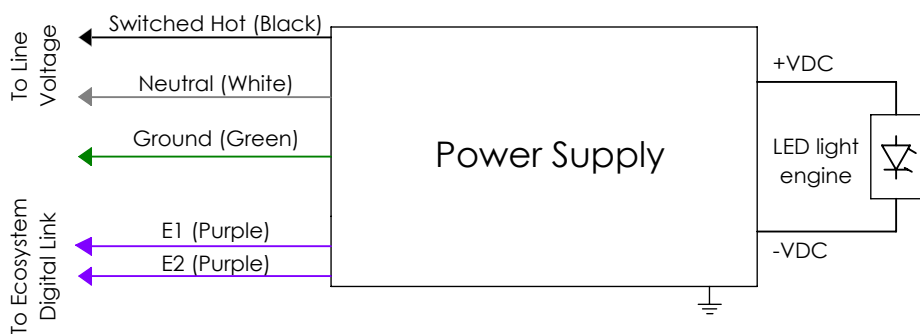 To Line
Voltage
Switched Hot (Black)
Neutral (White)
Ground (Green)
To Ecosystem
Digital Link
E1 (Purple)
E2 (Purple)
Power Supply
+VDC
LED light
engine
-VDC